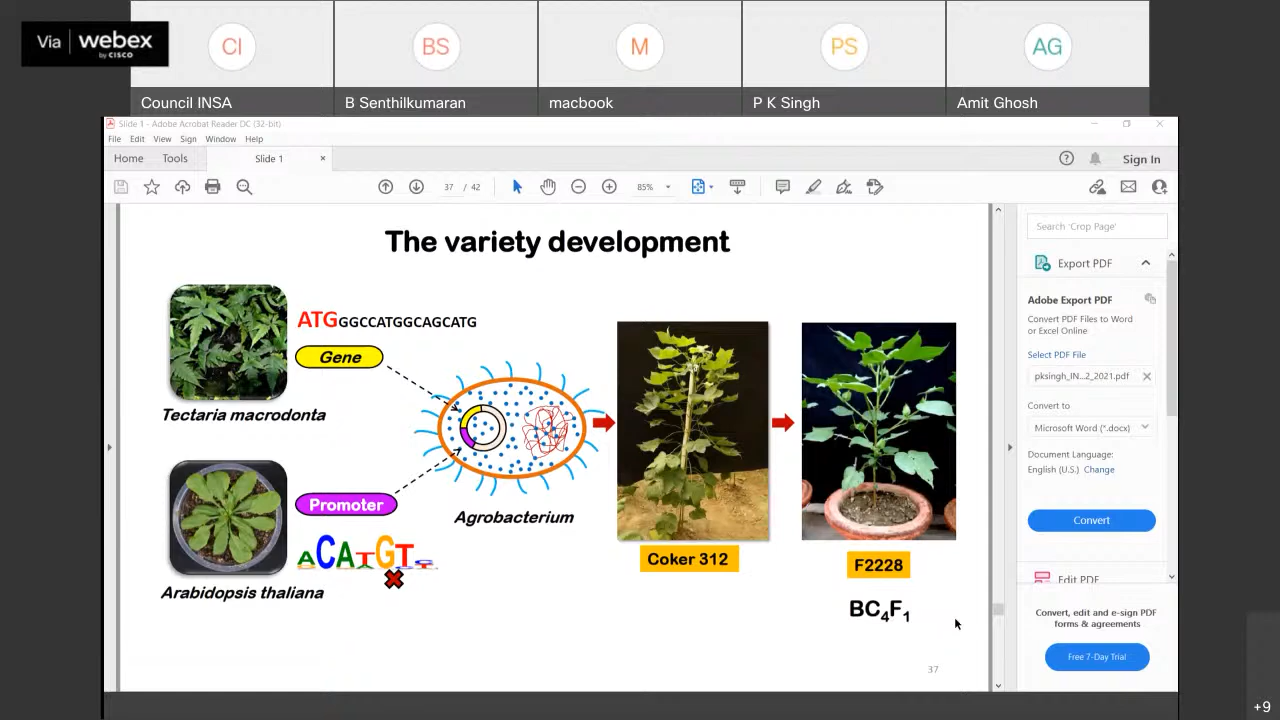 Via webex
by CISCO
CI
BS
M
PS
AG
Council INSA
B Senthilkumaran
macbook
P K Singh
Amit Ghosh
Slide 1 - Adobe Acrobat Reader DC (32-bit)
File Edit View Sign Window Help
Home Tools Slide 1 × Sign In
37 / 42 85%
The variety development
ATGGGCCATGGCAGCATG
Gene
Tectaria macrodonta
Promoter
Agrobacterium
ACATGT
Arabidopsis thaliana
Coker 312
F2228
BC4F1
37
Search 'Crop Page'
Export PDF
Adobe Export PDF
Convert PDF Files to Word
or Excel Online
Select PDF File
pksingh_IN...2_2021.pdf
Convert to
Microsoft Word (*.docx)
Document Language:
English (U.S.) Change
Convert
Edit PDF
Convert, edit and e-sign PDF
forms & agreements
Free 7-Day Trial
+9